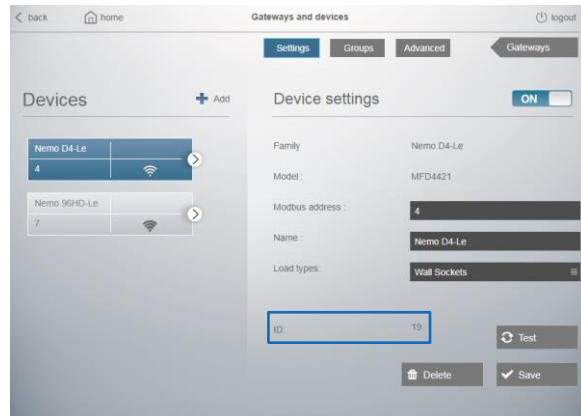 back home Gateways and devices logout
Settings Groups Advanced Gateways
Devices Add Device settings ON
Nemo D4-Le
4
Nemo 96HD-Le
7
Family Nemo D4-Le
Model : MFD4421
Modbus address : 4
Name : Nemo D4-Le
Load types: Wall Sockets
ID: 19
Test
Delete Save